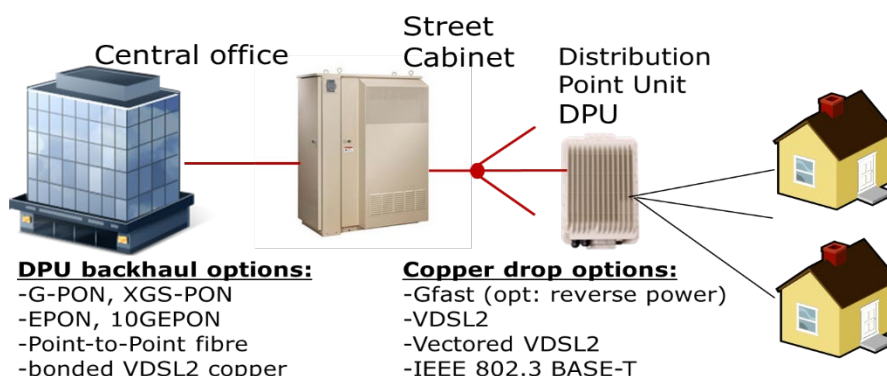 Central office
Street
Cabinet
Distribution
Point Unit
DPU
DPU backhaul options:
-G-PON, XGS-PON
-EPON, 10GEPON
-Point-to-Point fibre
-bonded VDSL2 copper
Copper drop options:
-Gfast (opt: reverse power)
-VDSL2
-Vectored VDSL2
-IEEE 802.3 BASE-T